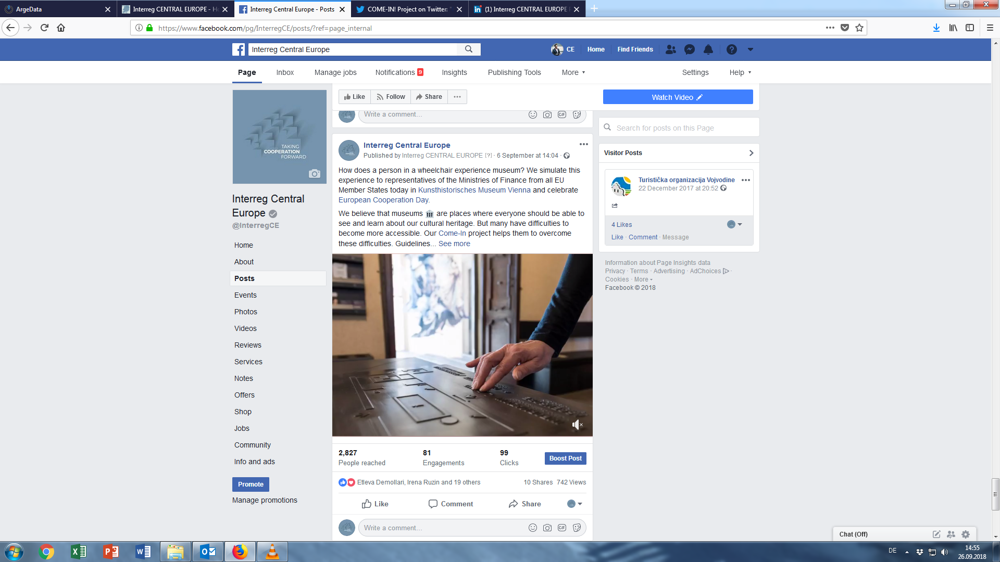 ArgeData
Interreg CENTRAL EUROPE - H
Interreg Central Europe - Posts
COME-IN! Project on Twitter: "
(1) Interreg CENTRAL EUROPE
https://www.facebook.com/pg/InterregCE/posts/?ref=page_internal
Interreg Central Europe
CE
Home
Find Friends
Page
Inbox
Manage jobs
Notifications 9
Insights
Publishing Tools
More
Settings
Help
Like
Follow
Share
Watch Video
Write a comment...
GIF
Search for posts on this Page
TAKING
COOPERATION
FORWARD
Interreg Central
Europe
@InterregCE
Home
About
Posts
Events
Photos
Videos
Reviews
Services
Notes
Offers
Shop
Jobs
Community
Info and ads
Promote
Manage promotions
Interreg Central Europe
Published by Interreg CENTRAL EUROPE [?] · 6 September at 14:04 ·
How does a person in a wheelchair experience museum? We simulate this
experience to representatives of the Ministries of Finance from all EU
Member States today in Kunsthistorisches Museum Vienna and celebrate
European Cooperation Day.
We believe that museums 🏛 are places where everyone should be able to
see and learn about our cultural heritage. But many have difficulties to
become more accessible. Our Come-In project helps them to overcome
these difficulties. Guidelines... See more
2,827
People reached
81
Engagements
99
Clicks
Boost Post
Etleva Demollari, Irena Ruzin and 19 others
10 Shares 742 Views
Like
Comment
Share
Write a comment...
GIF
Visitor Posts
Turistička organizacija Vojvodine
22 December 2017 at 20:52
4 Likes
Like · Comment · Message
Information about Page Insights data
Privacy · Terms · Advertising · AdChoices ·
Cookies · More
Facebook © 2018
Chat (Off)
DE
14:55
26.09.2018